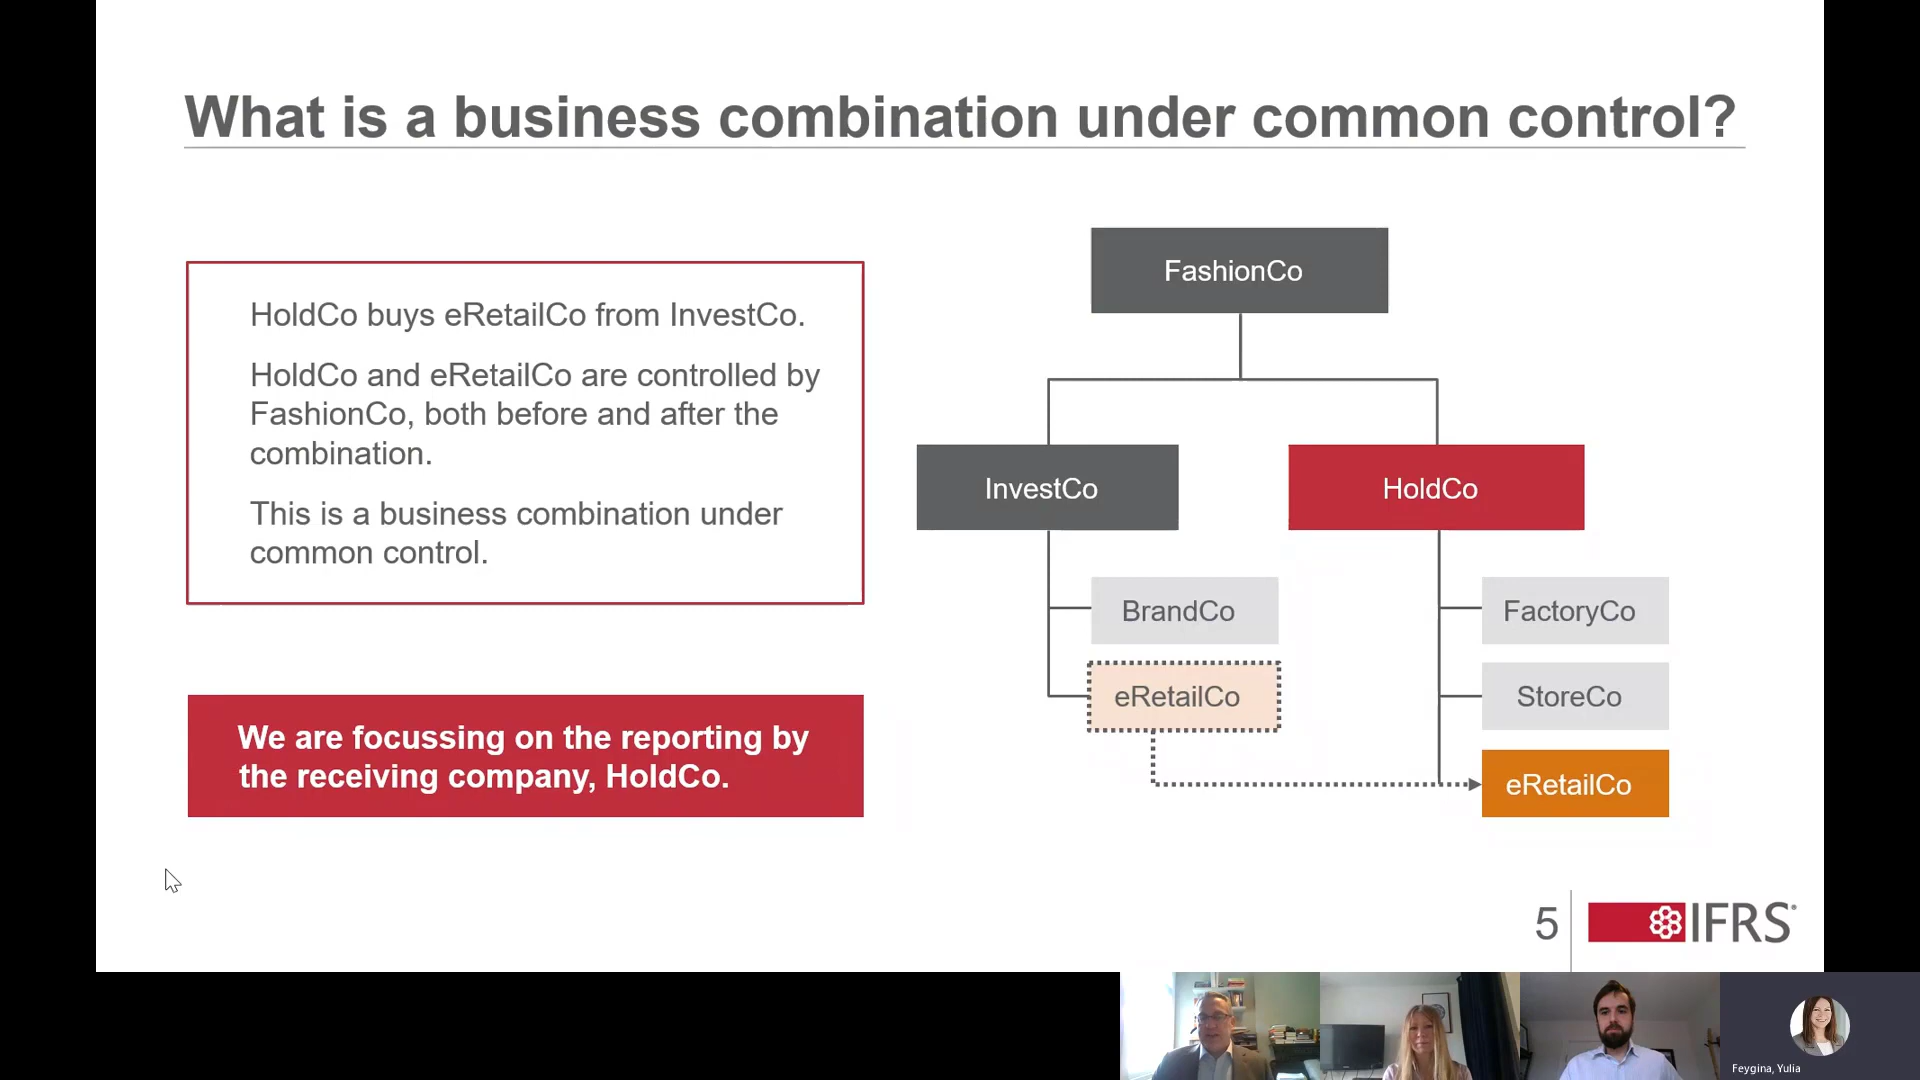 What is a business combination under common control?
HoldCo buys eRetailCo from InvestCo.
HoldCo and eRetailCo are controlled by
FashionCo, both before and after the
combination.
This is a business combination under
common control.
We are focussing on the reporting by
the receiving company, HoldCo.
FashionCo
InvestCo
HoldCo
BrandCo
eRetailCo
FactoryCo
StoreCo
eRetailCo
5
IFRS®
Feygina, Yulia